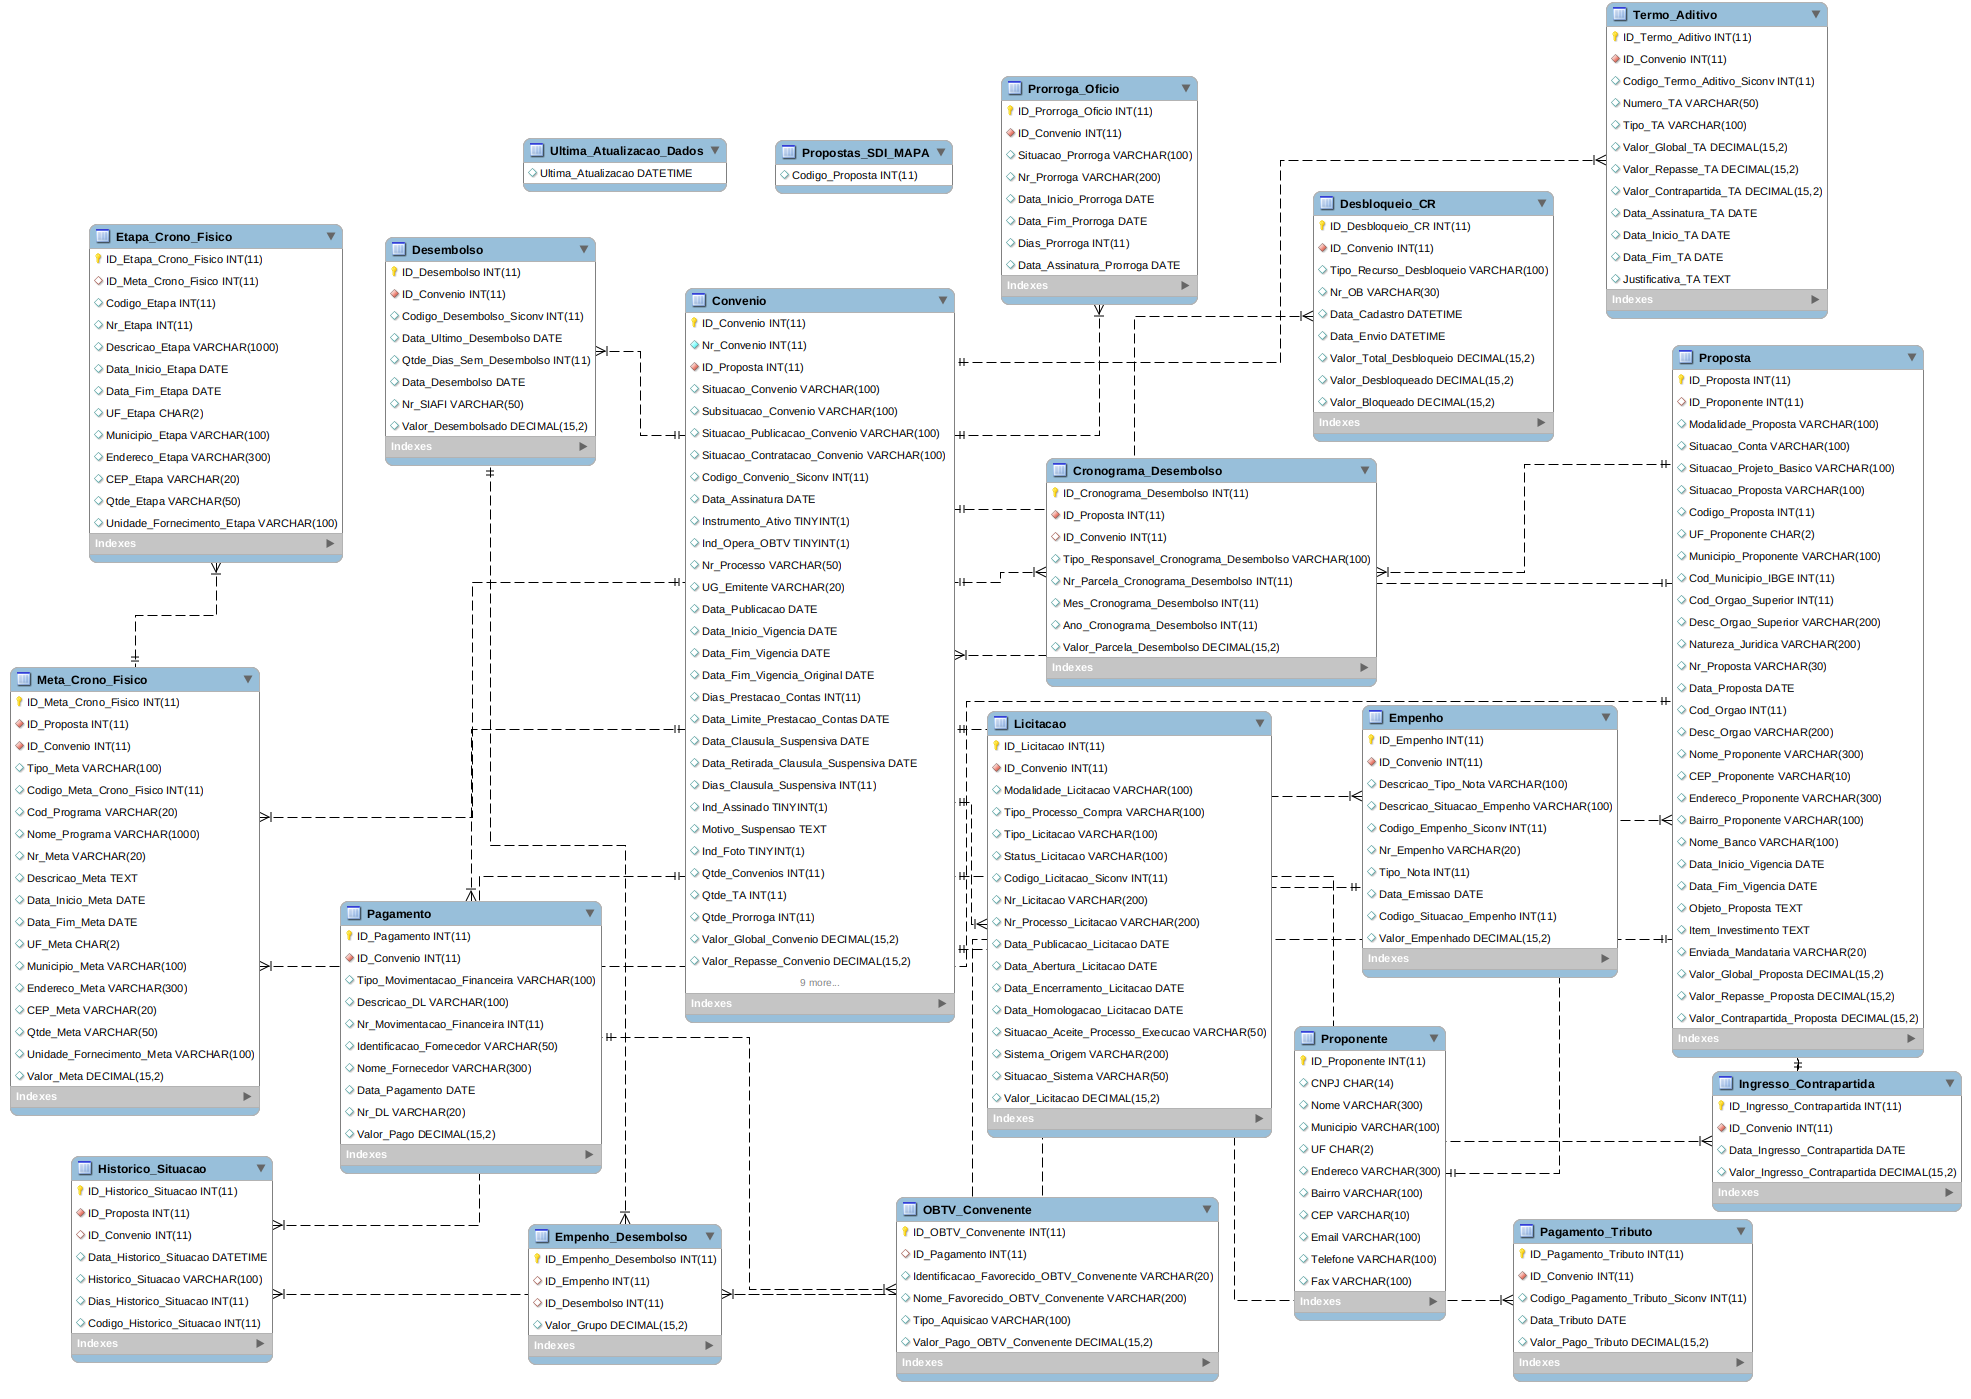 Termo_Aditivo
ID_Termo_Aditivo INT(11)
ID_Convenio INT(11)
Codigo_Termo_Aditivo_Siconv INT(11)
Numero_TA VARCHAR(50)
Tipo_TA VARCHAR(100)
Valor_Global_TA DECIMAL(15,2)
Valor_Repasse_TA DECIMAL(15,2)
Valor_Contrapartida_TA DECIMAL(15,2)
Data_Assinatura_TA DATE
Data_Inicio_TA DATE
Data_Fim_TA DATE
Justificativa_TA TEXT
Indexes
Prorroga_Oficio
ID_Prorroga_Oficio INT(11)
ID_Convenio INT(11)
Situacao_Prorroga VARCHAR(100)
Nr_Prorroga VARCHAR(200)
Data_Inicio_Prorroga DATE
Data_Fim_Prorroga DATE
Dias_Prorroga INT(11)
Data_Assinatura_Prorroga DATE
Indexes
Ultima_Atualizacao_Dados
Ultima_Atualizacao DATETIME
Propostas_SDI_MAPA
Codigo_Proposta INT(11)
Desbloqueio_CR
ID_Desbloqueio_CR INT(11)
ID_Convenio INT(11)
Tipo_Recurso_Desbloqueio VARCHAR(100)
Nr_OB VARCHAR(30)
Data_Cadastro DATETIME
Data_Envio DATETIME
Valor_Total_Desbloqueio DECIMAL(15,2)
Valor_Desbloqueado DECIMAL(15,2)
Valor_Bloqueado DECIMAL(15,2)
Indexes
Etapa_Crono_Fisico
ID_Etapa_Crono_Fisico INT(11)
ID_Meta_Crono_Fisico INT(11)
Codigo_Etapa INT(11)
Nr_Etapa INT(11)
Descricao_Etapa VARCHAR(1000)
Data_Inicio_Etapa DATE
Data_Fim_Etapa DATE
UF_Etapa CHAR(2)
Municipio_Etapa VARCHAR(100)
Endereco_Etapa VARCHAR(300)
CEP_Etapa VARCHAR(20)
Qtde_Etapa VARCHAR(50)
Unidade_Fornecimento_Etapa VARCHAR(100)
Indexes
Desembolso
ID_Desembolso INT(11)
ID_Convenio INT(11)
Codigo_Desembolso_Siconv INT(11)
Data_Ultimo_Desembolso DATE
Qtde_Dias_Sem_Desembolso INT(11)
Data_Desembolso DATE
Nr_SIAFI VARCHAR(50)
Valor_Desembolsado DECIMAL(15,2)
Indexes
Convenio
ID_Convenio INT(11)
Nr_Convenio INT(11)
ID_Proposta INT(11)
Situacao_Convenio VARCHAR(100)
Subsituacao_Convenio VARCHAR(100)
Situacao_Publicacao_Convenio VARCHAR(100)
Situacao_Contratacao_Convenio VARCHAR(100)
Codigo_Convenio_Siconv INT(11)
Data_Assinatura DATE
Instrumento_Ativo TINYINT(1)
Ind_Opera_OBTV TINYINT(1)
Nr_Processo VARCHAR(50)
UG_Emitente VARCHAR(20)
Data_Publicacao DATE
Data_Inicio_Vigencia DATE
Data_Fim_Vigencia DATE
Data_Fim_Vigencia_Original DATE
Dias_Prestacao_Contas INT(11)
Data_Limite_Prestacao_Contas DATE
Data_Clausula_Suspensiva DATE
Data_Retirada_Clausula_Suspensiva DATE
Dias_Clausula_Suspensiva INT(11)
Ind_Assinado TINYINT(1)
Motivo_Suspensao TEXT
Ind_Foto TINYINT(1)
Qtde_Convenios INT(11)
Qtde_TA INT(11)
Qtde_Prorroga INT(11)
Valor_Global_Convenio DECIMAL(15,2)
Valor_Repasse_Convenio DECIMAL(15,2)
9 more...
Indexes
Proposta
ID_Proposta INT(11)
ID_Proponente INT(11)
Modalidade_Proposta VARCHAR(100)
Situacao_Conta VARCHAR(100)
Situacao_Projeto_Basico VARCHAR(100)
Situacao_Proposta VARCHAR(100)
Codigo_Proposta INT(11)
UF_Proponente CHAR(2)
Municipio_Proponente VARCHAR(100)
Cod_Municipio_IBGE INT(11)
Cod_Orgao_Superior INT(11)
Desc_Orgao_Superior VARCHAR(200)
Natureza_Juridica VARCHAR(200)
Nr_Proposta VARCHAR(30)
Data_Proposta DATE
Cod_Orgao INT(11)
Desc_Orgao VARCHAR(200)
Nome_Proponente VARCHAR(300)
CEP_Proponente VARCHAR(10)
Endereco_Proponente VARCHAR(300)
Bairro_Proponente VARCHAR(100)
Nome_Banco VARCHAR(100)
Data_Inicio_Vigencia DATE
Data_Fim_Vigencia DATE
Objeto_Proposta TEXT
Item_Investimento TEXT
Enviada_Mandataria VARCHAR(20)
Valor_Global_Proposta DECIMAL(15,2)
Valor_Repasse_Proposta DECIMAL(15,2)
Valor_Contrapartida_Proposta DECIMAL(15,2)
Indexes
Cronograma_Desembolso
ID_Cronograma_Desembolso INT(11)
ID_Proposta INT(11)
ID_Convenio INT(11)
Tipo_Responsavel_Cronograma_Desembolso VARCHAR(100)
Nr_Parcela_Cronograma_Desembolso INT(11)
Mes_Cronograma_Desembolso INT(11)
Ano_Cronograma_Desembolso INT(11)
Valor_Parcela_Desembolso DECIMAL(15,2)
Indexes
Meta_Crono_Fisico
ID_Meta_Crono_Fisico INT(11)
ID_Proposta INT(11)
ID_Convenio INT(11)
Tipo_Meta VARCHAR(100)
Codigo_Meta_Crono_Fisico INT(11)
Cod_Programa VARCHAR(20)
Nome_Programa VARCHAR(1000)
Nr_Meta VARCHAR(20)
Descricao_Meta TEXT
Data_Inicio_Meta DATE
Data_Fim_Meta DATE
UF_Meta CHAR(2)
Municipio_Meta VARCHAR(100)
Endereco_Meta VARCHAR(300)
CEP_Meta VARCHAR(20)
Qtde_Meta VARCHAR(50)
Unidade_Fornecimento_Meta VARCHAR(100)
Valor_Meta DECIMAL(15,2)
Indexes
Licitacao
ID_Licitacao INT(11)
ID_Convenio INT(11)
Modalidade_Licitacao VARCHAR(100)
Tipo_Processo_Compra VARCHAR(100)
Tipo_Licitacao VARCHAR(100)
Status_Licitacao VARCHAR(100)
Codigo_Licitacao_Siconv INT(11)
Nr_Licitacao VARCHAR(200)
Nr_Processo_Licitacao VARCHAR(200)
Data_Publicacao_Licitacao DATE
Data_Abertura_Licitacao DATE
Data_Encerramento_Licitacao DATE
Data_Homologacao_Licitacao DATE
Situacao_Aceite_Processo_Execucao VARCHAR(50)
Sistema_Origem VARCHAR(200)
Situacao_Sistema VARCHAR(50)
Valor_Licitacao DECIMAL(15,2)
Indexes
Empenho
ID_Empenho INT(11)
ID_Convenio INT(11)
Descricao_Tipo_Nota VARCHAR(100)
Descricao_Situacao_Empenho VARCHAR(100)
Codigo_Empenho_Siconv INT(11)
Nr_Empenho VARCHAR(20)
Tipo_Nota INT(11)
Data_Emissao DATE
Codigo_Situacao_Empenho INT(11)
Valor_Empenhado DECIMAL(15,2)
Indexes
Pagamento
ID_Pagamento INT(11)
ID_Convenio INT(11)
Tipo_Movimentacao_Financeira VARCHAR(100)
Descricao_DL VARCHAR(100)
Nr_Movimentacao_Financeira INT(11)
Identificacao_Fornecedor VARCHAR(50)
Nome_Fornecedor VARCHAR(300)
Data_Pagamento DATE
Nr_DL VARCHAR(20)
Valor_Pago DECIMAL(15,2)
Indexes
Proponente
ID_Proponente INT(11)
CNPJ CHAR(14)
Nome VARCHAR(300)
Municipio VARCHAR(100)
UF CHAR(2)
Endereco VARCHAR(300)
Bairro VARCHAR(100)
CEP VARCHAR(10)
Email VARCHAR(100)
Telefone VARCHAR(100)
Fax VARCHAR(100)
Indexes
Ingresso_Contrapartida
ID_Ingresso_Contrapartida INT(11)
ID_Convenio INT(11)
Data_Ingresso_Contrapartida DATE
Valor_Ingresso_Contrapartida DECIMAL(15,2)
Indexes
Historico_Situacao
ID_Historico_Situacao INT(11)
ID_Proposta INT(11)
ID_Convenio INT(11)
Data_Historico_Situacao DATETIME
Historico_Situacao VARCHAR(100)
Dias_Historico_Situacao INT(11)
Codigo_Historico_Situacao INT(11)
Indexes
Empenho_Desembolso
ID_Empenho_Desembolso INT(11)
ID_Empenho INT(11)
ID_Desembolso INT(11)
Valor_Grupo DECIMAL(15,2)
Indexes
OBTV_Convenente
ID_OBTV_Convenente INT(11)
ID_Pagamento INT(11)
Identificacao_Favorecido_OBTV_Convenente VARCHAR(20)
Nome_Favorecido_OBTV_Convenente VARCHAR(200)
Tipo_Aquisicao VARCHAR(100)
Valor_Pago_OBTV_Convenente DECIMAL(15,2)
Indexes
Pagamento_Tributo
ID_Pagamento_Tributo INT(11)
ID_Convenio INT(11)
Codigo_Pagamento_Tributo_Siconv INT(11)
Data_Tributo DATE
Valor_Pago_Tributo DECIMAL(15,2)
Indexes